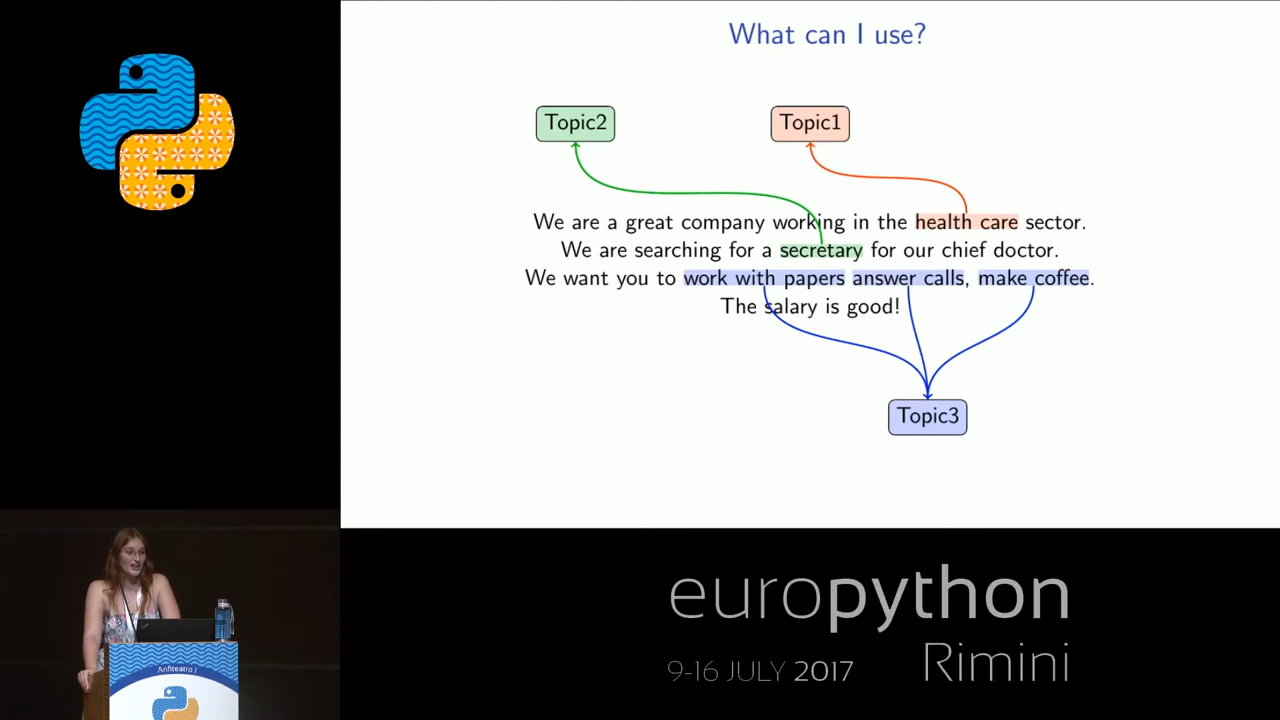 What can I use?
Topic2
Topic1
We are a great company working in the health care sector.
We are searching for a secretary for our chief doctor.
We want you to work with papers answer calls, make coffee.
The salary is good!
Topic3
europython
Rimini
9-16 JULY 2017
Anfiteatro I